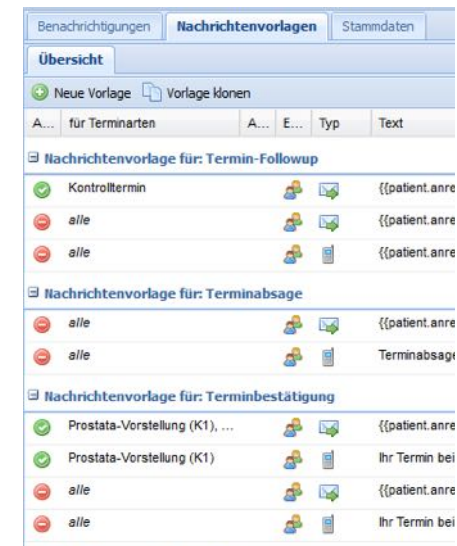 Benachrichtigungen Nachrichtenvorlagen Stammdaten
Übersicht
Neue Vorlage Vorlage klonen
A... für Terminarten A... E... Typ Text
Nachrichtenvorlage für: Termin-Followup
Kontrolltermin {{patient.anre
alle {{patient.anre
alle {{patient.anre
Nachrichtenvorlage für: Terminabsage
alle {{patient.anre
alle Terminabsage
Nachrichtenvorlage für: Terminbestätigung
Prostata-Vorstellung (K1), ... {{patient.anre
Prostata-Vorstellung (K1) Ihr Termin bei
alle {{patient.anre
alle Ihr Termin bei